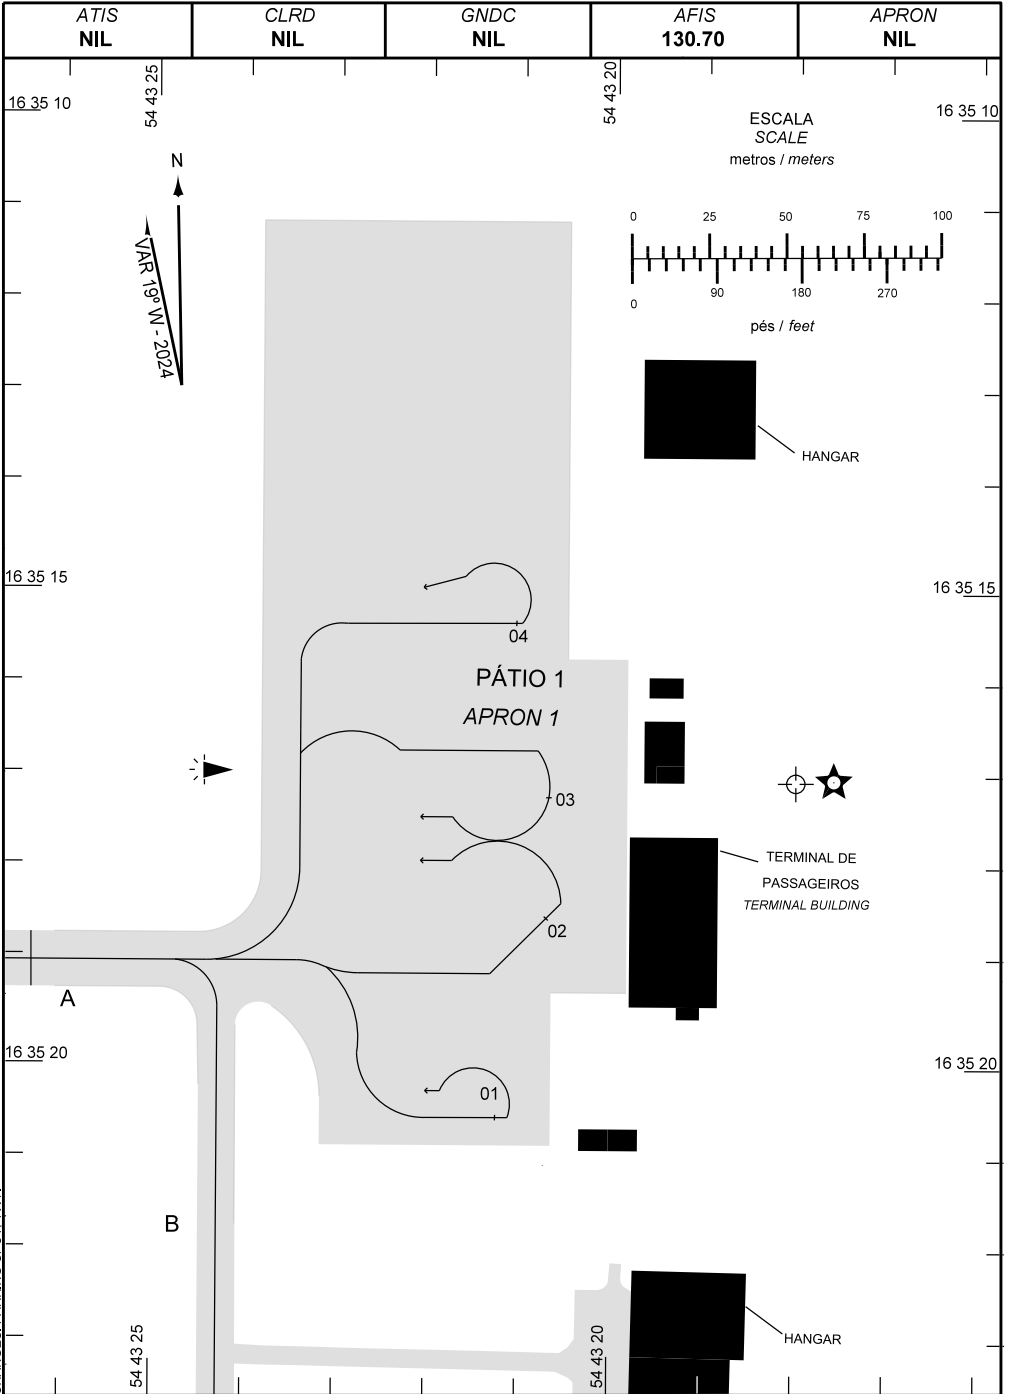 ATIS
NIL
CLRD
NIL
GNDC
NIL
AFIS
130.70
APRON
NIL
54 43 25
54 43 20
16 35 10
16 35 10
ESCALA
SCALE
metros / meters
N
VAR 19º W - 2024
0 25 50 75 100
0 90 180 270
pés / feet
HANGAR
16 35 15
16 35 15
04
PÁTIO 1
APRON 1
03
TERMINAL DE
PASSAGEIROS
TERMINAL BUILDING
02
A
16 35 20
16 35 20
01
B
HANGAR
54 43 25
54 43 20